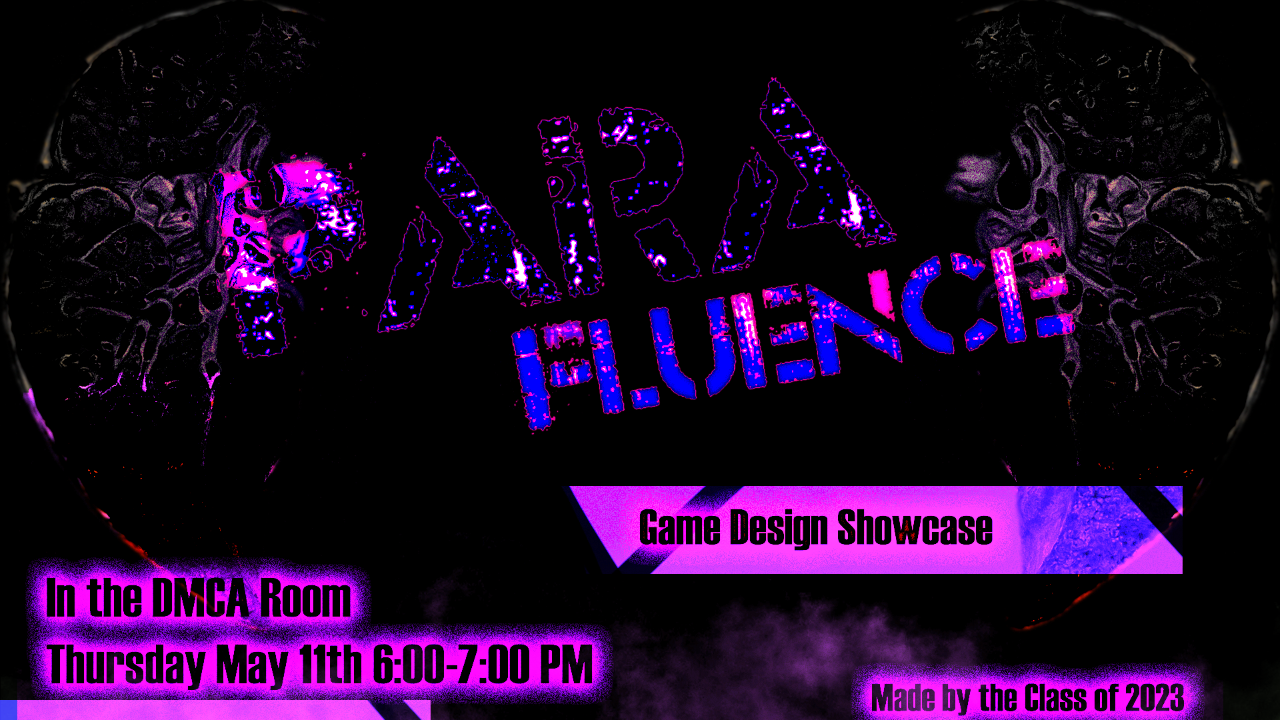 PARA
FLUENCE
Game Design Showcase
In the DMCA Room
Thursday May 11th 6:00-7:00 PM
Made by the Class of 2023